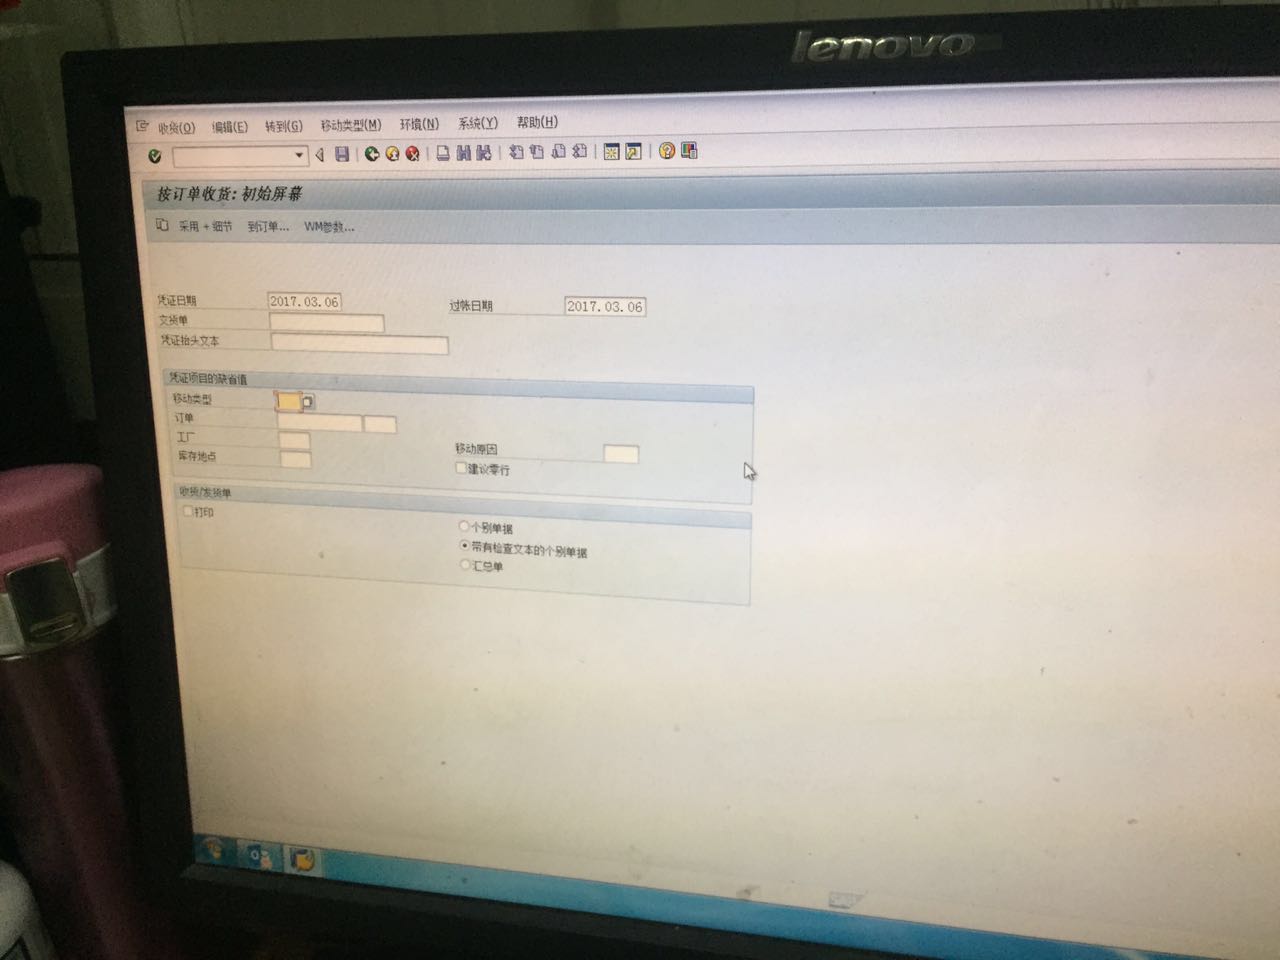 lenovo
收货(O) 编辑(E) 转到(G) 移动类型(M) 环境(N) 系统(Y) 帮助(H)
按订单收货: 初始屏幕
采用 + 细节 到订单... WM参数...
凭证日期 2017.03.06 过帐日期 2017.03.06
交货单
凭证抬头文本
凭证项目的缺省值
移动类型
订单
工厂 移动原因
库存地点 建议零行
收货/发货单
打印 个别单据
带有检查文本的个别单据
汇总单